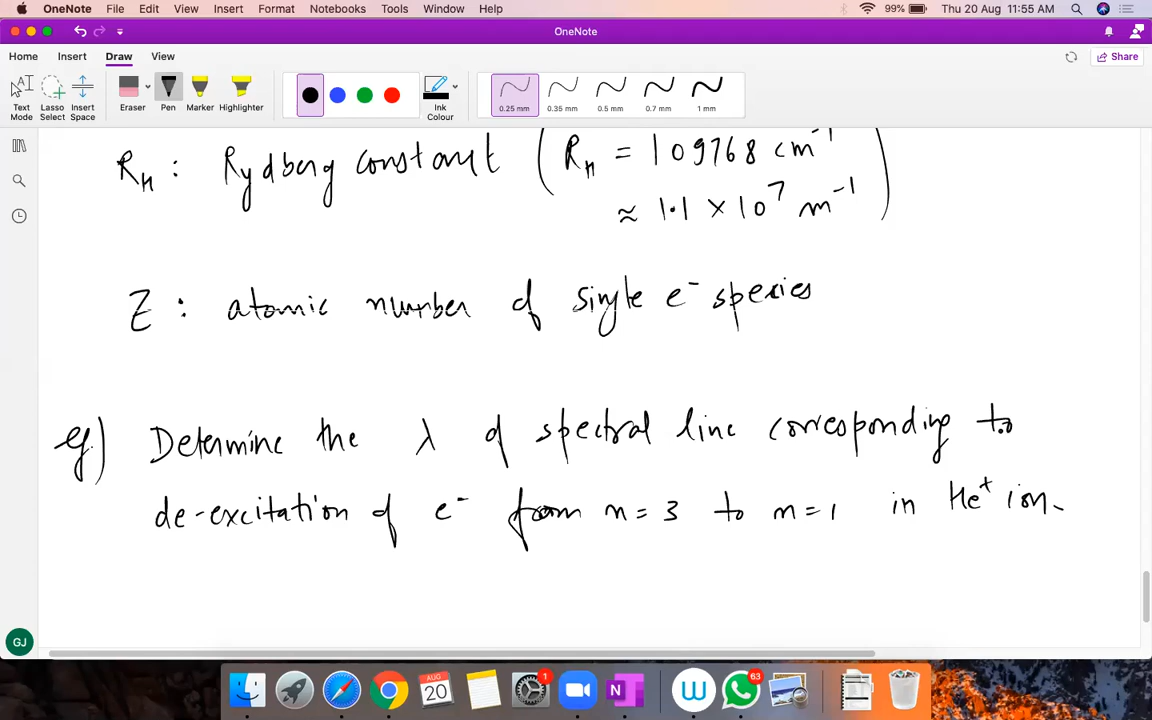 OneNote File Edit View Insert Format Notebooks Tools Window Help 99% Thu 20 Aug 11:55 AM
OneNote
Home Insert Draw View Share
Text Mode Lasso Select Insert Space Eraser Pen Marker Highlighter Ink Colour 0.25 mm 0.35 mm 0.5 mm 0.7 mm 1 mm
R_H : Rydberg constant ( R_H = 109768 cm⁻¹
≈ 1.1 × 10⁷ m⁻¹ )
Z : atomic number of single e⁻ species
eg) Determine the λ of spectral line corresponding to
de-excitation of e⁻ from n = 3 to n = 1 in He⁺ ion.
GJ
AUG
20
1
N
W
63